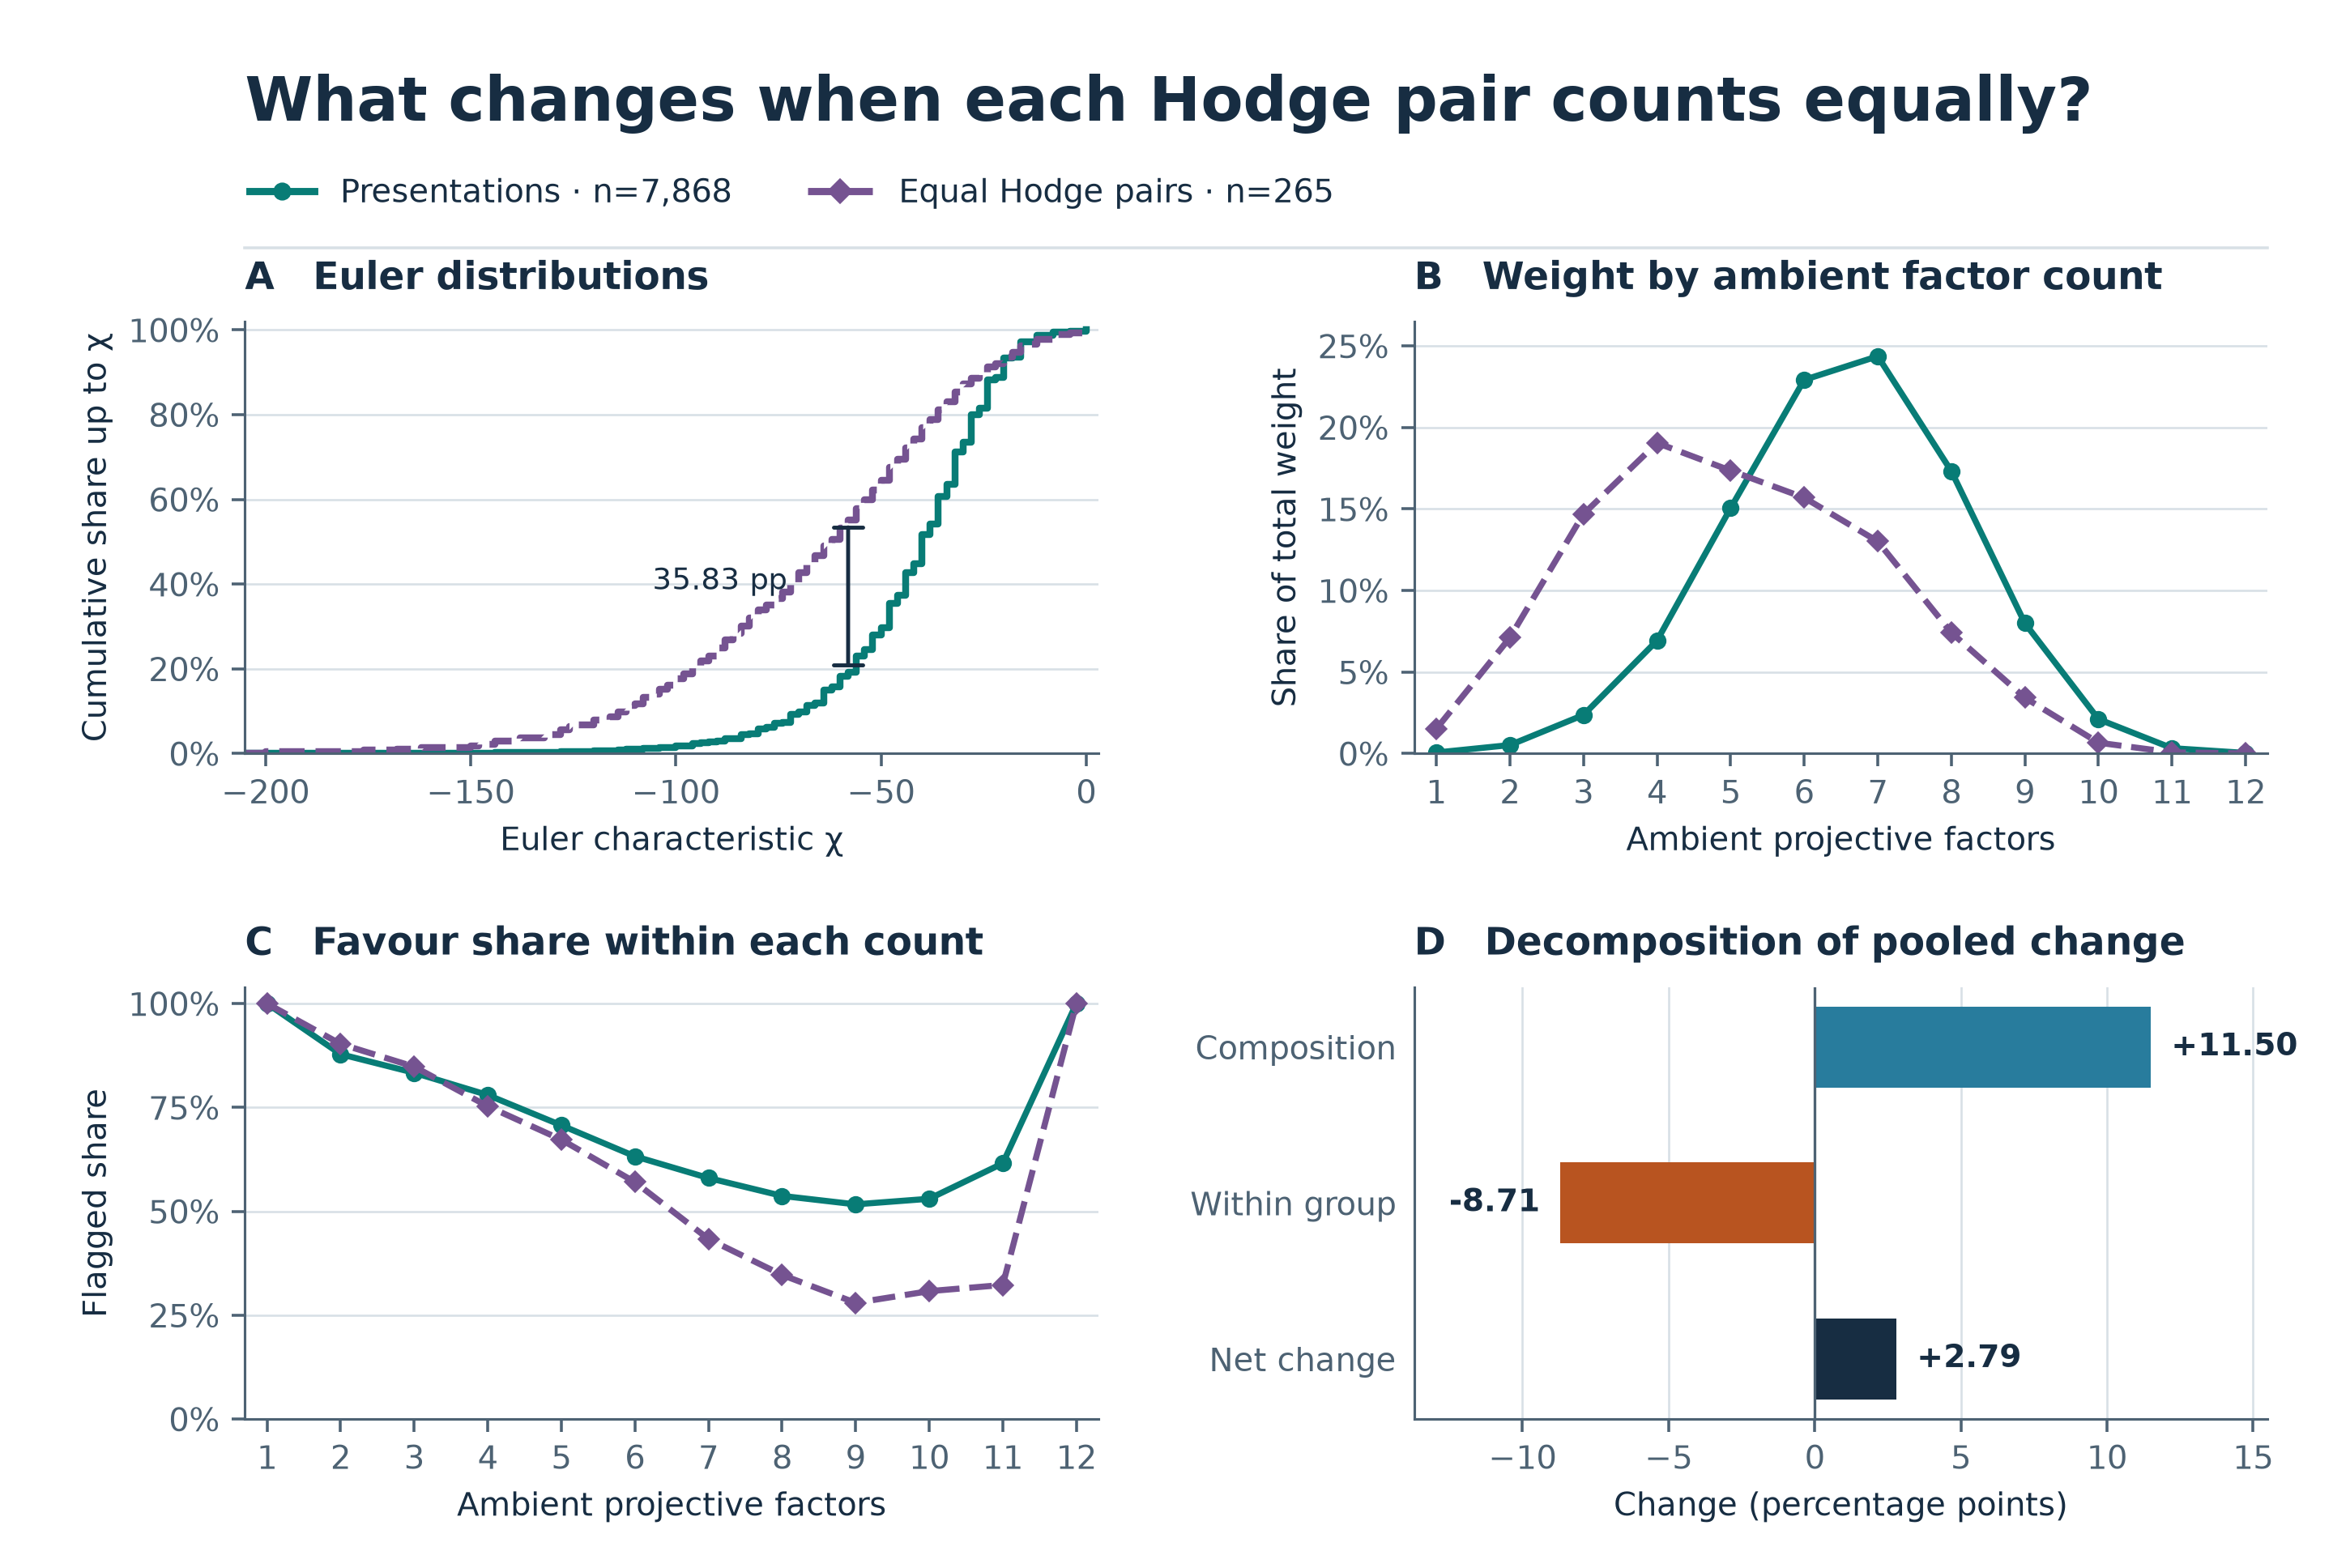 What changes when each Hodge pair counts equally?
Presentations · n=7,868
Equal Hodge pairs · n=265
A Euler distributions
Cumulative share up to χ
100%
80%
60%
40%
20%
0%
35.83 pp
−200 −150 −100 −50 0
Euler characteristic χ
B Weight by ambient factor count
Share of total weight
25%
20%
15%
10%
5%
0%
1 2 3 4 5 6 7 8 9 10 11 12
Ambient projective factors
C Favour share within each count
Flagged share
100%
75%
50%
25%
0%
1 2 3 4 5 6 7 8 9 10 11 12
Ambient projective factors
D Decomposition of pooled change
Composition
+11.50
Within group
-8.71
Net change
+2.79
−10 −5 0 5 10 15
Change (percentage points)